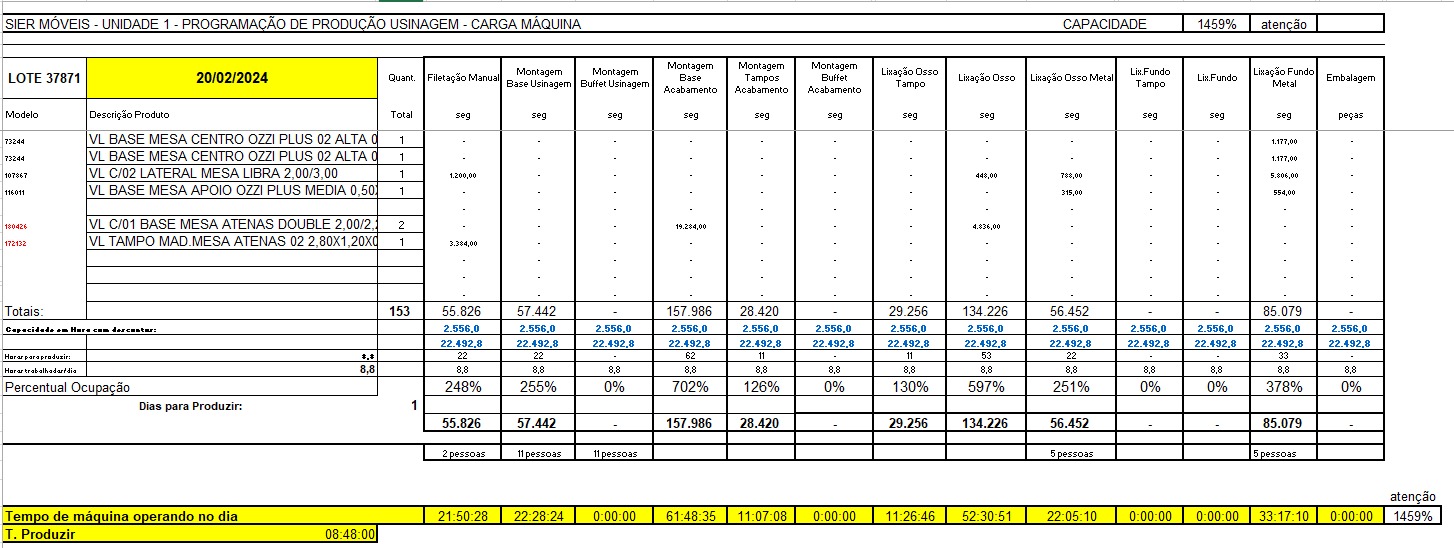 SIER MÓVEIS - UNIDADE 1 - PROGRAMAÇÃO DE PRODUÇÃO USINAGEM - CARGA MÁQUINA CAPACIDADE 1459% atenção
LOTE 37871 20/02/2024 Quant. Filetação Manual Montagem Base Usinagem Montagem Buffet Usinagem Montagem Base Acabamento Montagem Tampos Acabamento Montagem Buffet Acabamento Lixação Osso Tampo Lixação Osso Lixação Osso Metal Lix.Fundo Tampo Lix.Fundo Lixação Fundo Metal Embalagem
Modelo Descrição Produto Total seg seg seg seg seg seg seg seg seg seg seg seg peças
73244 VL BASE MESA CENTRO OZZI PLUS 02 ALTA 0 1 - - - - - - - - - - - 1.177,00 -
73244 VL BASE MESA CENTRO OZZI PLUS 02 ALTA 0 1 - - - - - - - - - - - 1.177,00 -
107867 VL C/02 LATERAL MESA LIBRA 2,00/3,00 1 1.200,00 - - - - - - 448,00 788,00 - - 5.806,00 -
116011 VL BASE MESA APOIO OZZI PLUS MEDIA 0,50X 1 - - - - - - - - 315,00 - - 554,00 -
- - - - - - - - - - - - -
180426 VL C/01 BASE MESA ATENAS DOUBLE 2,00/2,2 2 - - - 19.284,00 - - - 4.836,00 - - - - -
172132 VL TAMPO MAD.MESA ATENAS 02 2,80X1,20X0 1 3.384,00 - - - - - - - - - - - -
- - - - - - - - - - - - -
- - - - - - - - - - - - -
- - - - - - - - - - - - -
Totais: 153 55.826 57.442 - 157.986 28.420 - 29.256 134.226 56.452 - - 85.079 -
Capacidade em Hora com descontar: 2.556,0 2.556,0 2.556,0 2.556,0 2.556,0 2.556,0 2.556,0 2.556,0 2.556,0 2.556,0 2.556,0 2.556,0 2.556,0
22.492,8 22.492,8 22.492,8 22.492,8 22.492,8 22.492,8 22.492,8 22.492,8 22.492,8 22.492,8 22.492,8 22.492,8 22.492,8
Horas para produzir: 8,8 22 22 - 62 11 - 11 53 22 - - 33 -
Horas trabalhadas/dia 8,8 8,8 8,8 8,8 8,8 8,8 8,8 8,8 8,8 8,8 8,8 8,8 8,8 8,8
Percentual Ocupação 248% 255% 0% 702% 126% 0% 130% 597% 251% 0% 0% 378% 0%
Dias para Produzir: 1
55.826 57.442 - 157.986 28.420 - 29.256 134.226 56.452 - - 85.079 -
2 pessoas 11 pessoas 11 pessoas 5 pessoas 5 pessoas
atenção
Tempo de máquina operando no dia 21:50:28 22:28:24 0:00:00 61:48:35 11:07:08 0:00:00 11:26:46 52:30:51 22:05:10 0:00:00 0:00:00 33:17:10 0:00:00 1459%
T. Produzir 08:48:00